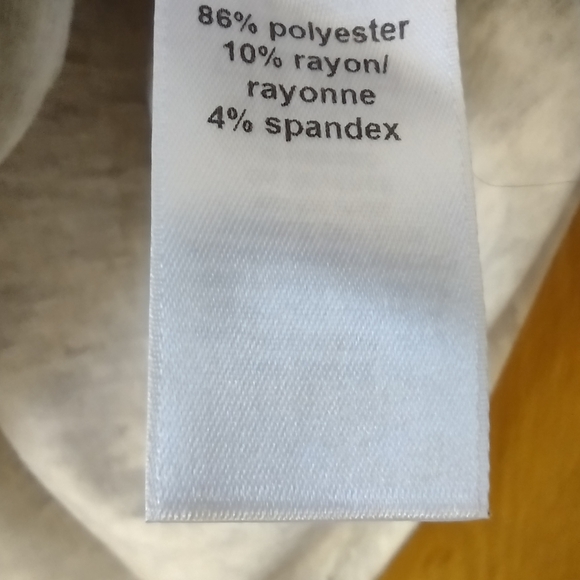 86% polyester
10% rayon/
rayonne
4% spandex